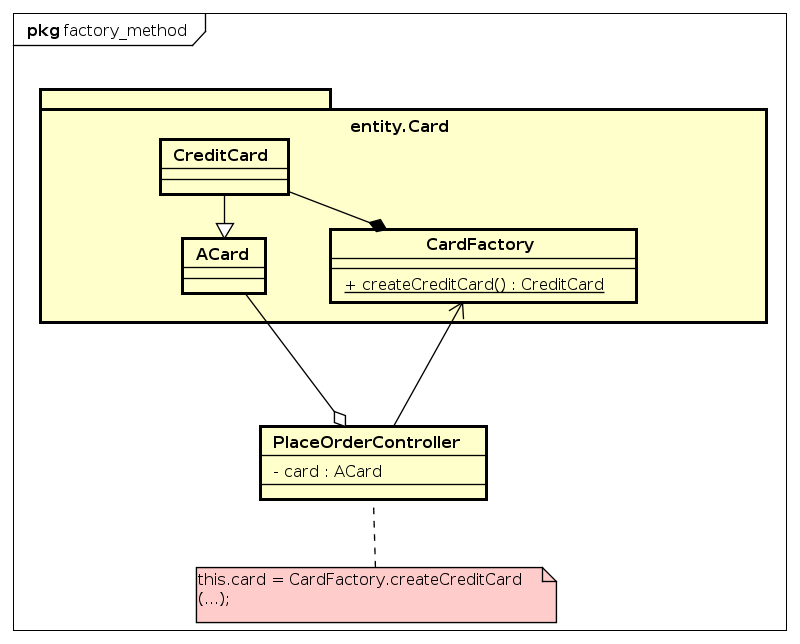 pkg factory_method
entity.Card
CreditCard
ACard
CardFactory
+ createCreditCard() : CreditCard
PlaceOrderController
- card : ACard
this.card = CardFactory.createCreditCard
(...);